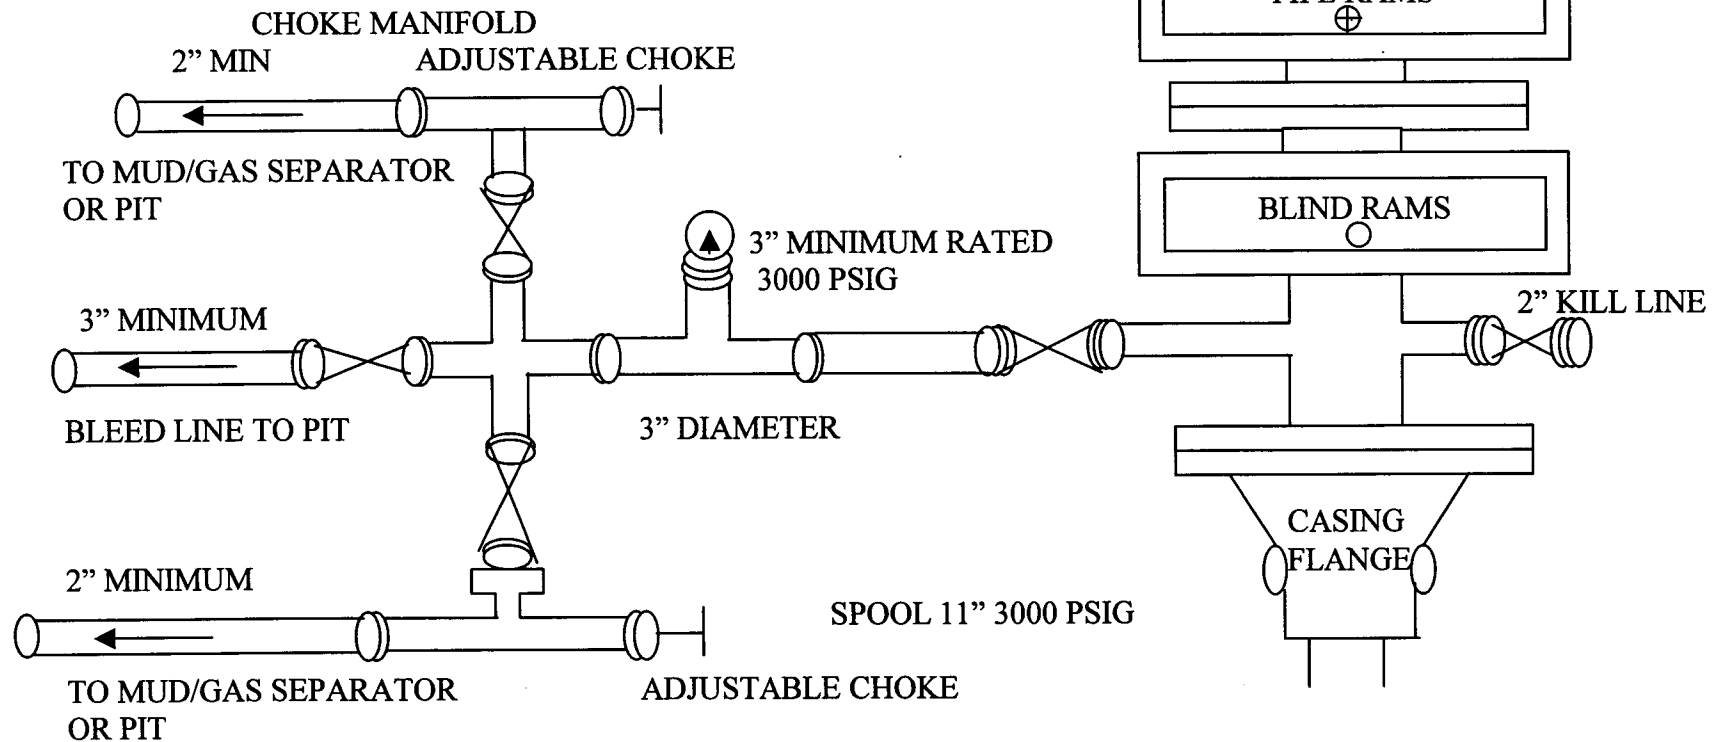 PIPE RAMS
CHOKE MANIFOLD
2” MIN
ADJUSTABLE CHOKE
TO MUD/GAS SEPARATOR
OR PIT
BLIND RAMS
3” MINIMUM RATED
3000 PSIG
2” KILL LINE
3” MINIMUM
BLEED LINE TO PIT
3” DIAMETER
CASING
FLANGE
2” MINIMUM
SPOOL 11” 3000 PSIG
TO MUD/GAS SEPARATOR
OR PIT
ADJUSTABLE CHOKE